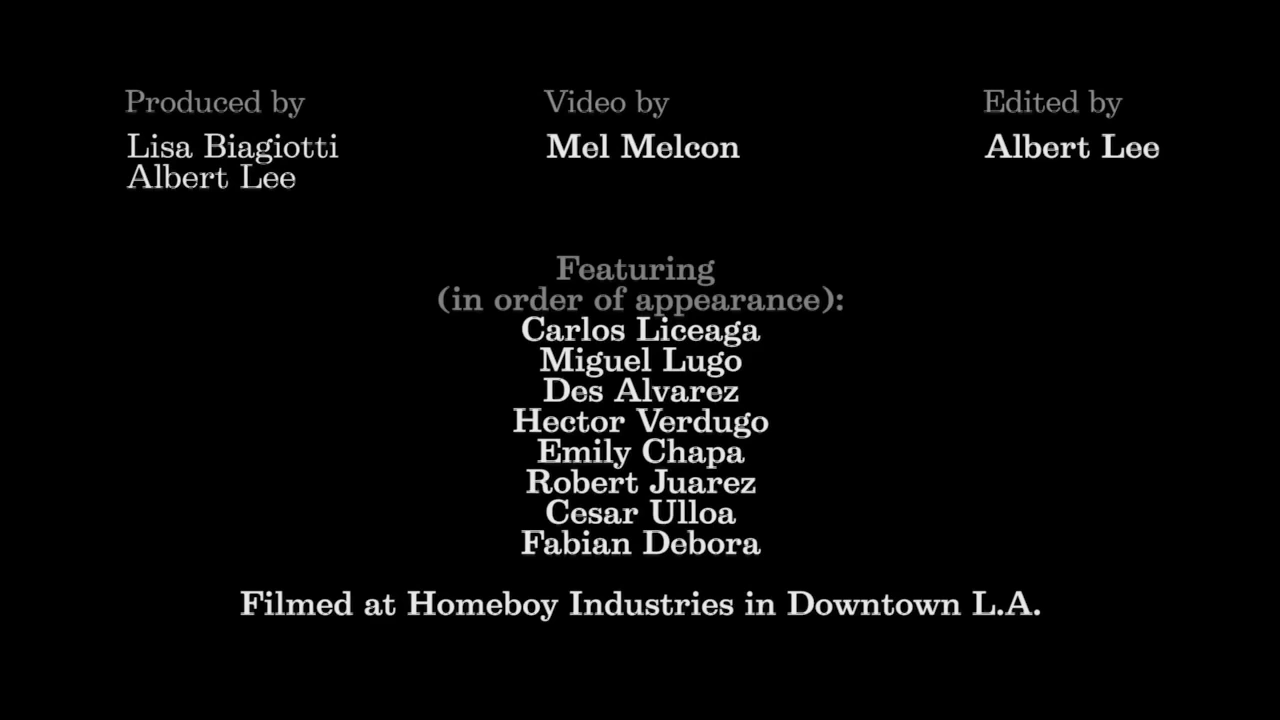 Produced by
Lisa Biagiotti
Albert Lee
Video by
Mel Melcon
Edited by
Albert Lee
Featuring
(in order of appearance):
Carlos Liceaga
Miguel Lugo
Des Alvarez
Hector Verdugo
Emily Chapa
Robert Juarez
Cesar Ulloa
Fabian Debora
Filmed at Homeboy Industries in Downtown L.A.